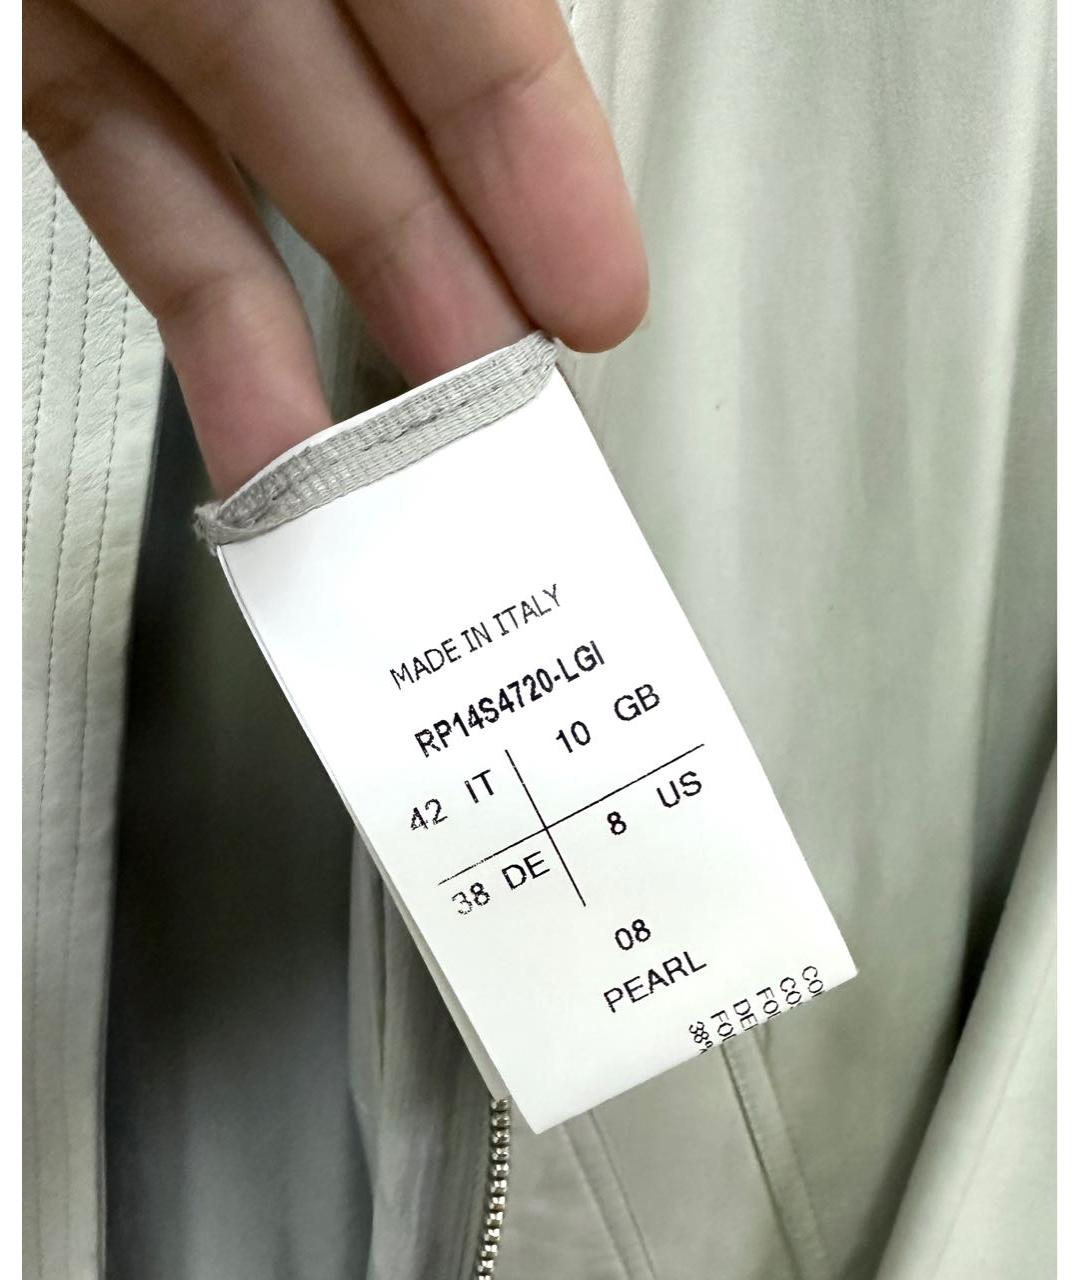 MADE IN ITALY
RP14S4720-LGI
42 IT 10 GB
38 DE 8 US
08
PEARL